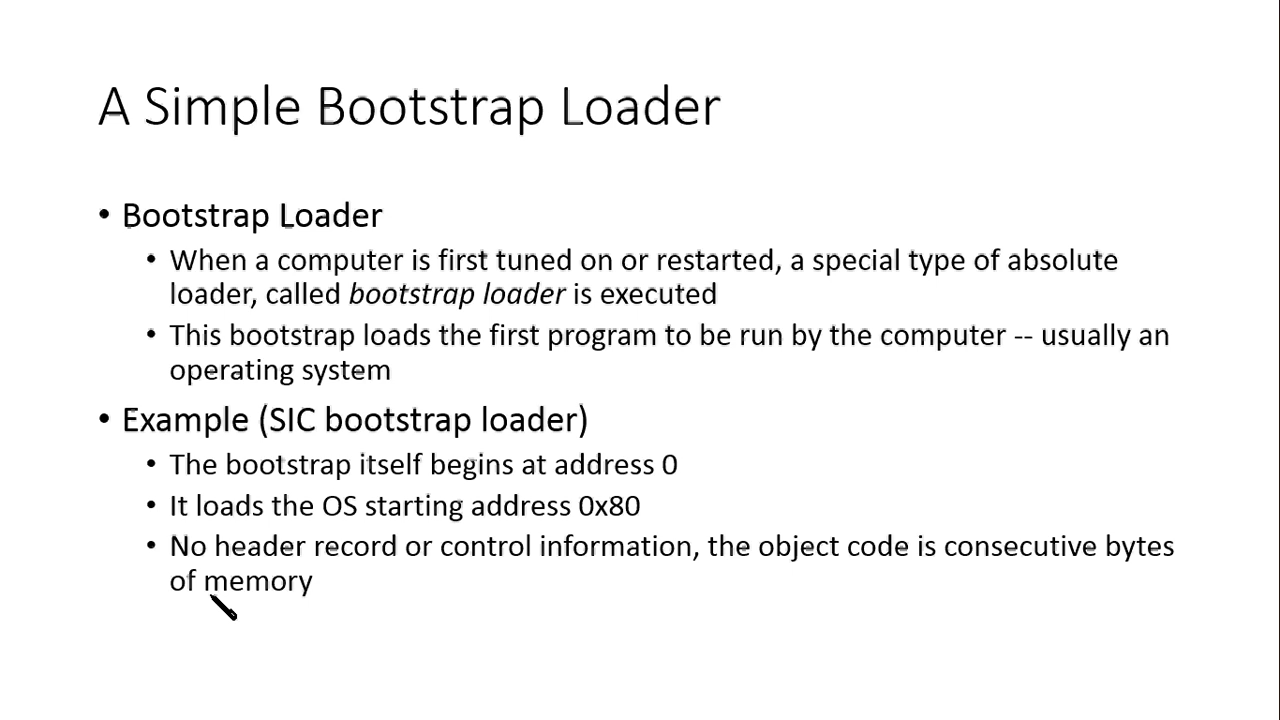 A Simple Bootstrap Loader
• Bootstrap Loader
• When a computer is first tuned on or restarted, a special type of absolute
loader, called bootstrap loader is executed
• This bootstrap loads the first program to be run by the computer -- usually an
operating system
• Example (SIC bootstrap loader)
• The bootstrap itself begins at address 0
• It loads the OS starting address 0x80
• No header record or control information, the object code is consecutive bytes
of memory